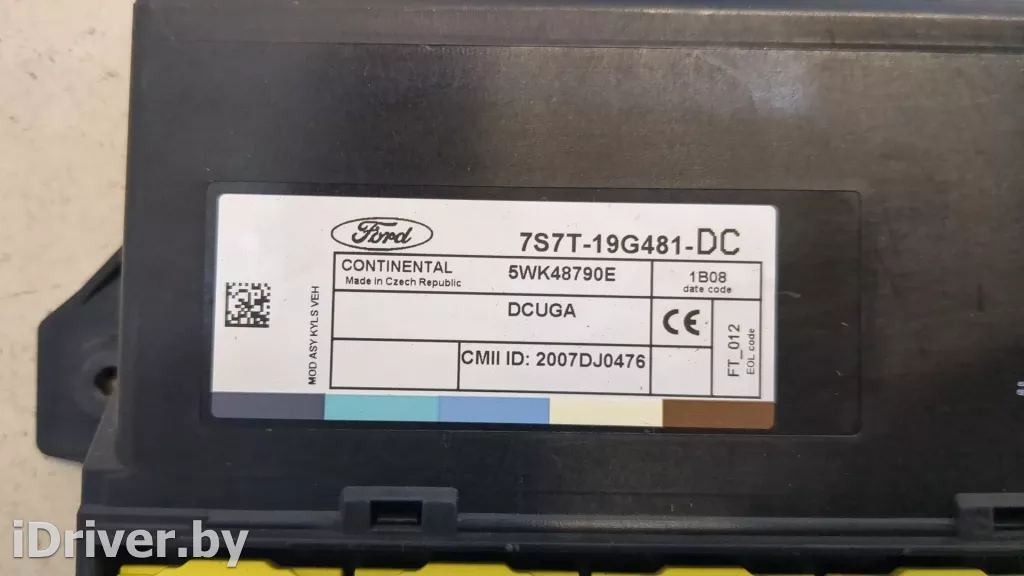 Ford
7S7T-19G481-DC
CONTINENTAL
Made in Czech Republic
5WK48790E
1B08
date code
DCUGA
CE
CMII ID: 2007DJ0476
FT_012
EOL code
MOD ASY KYLS VEH
iDriver.by